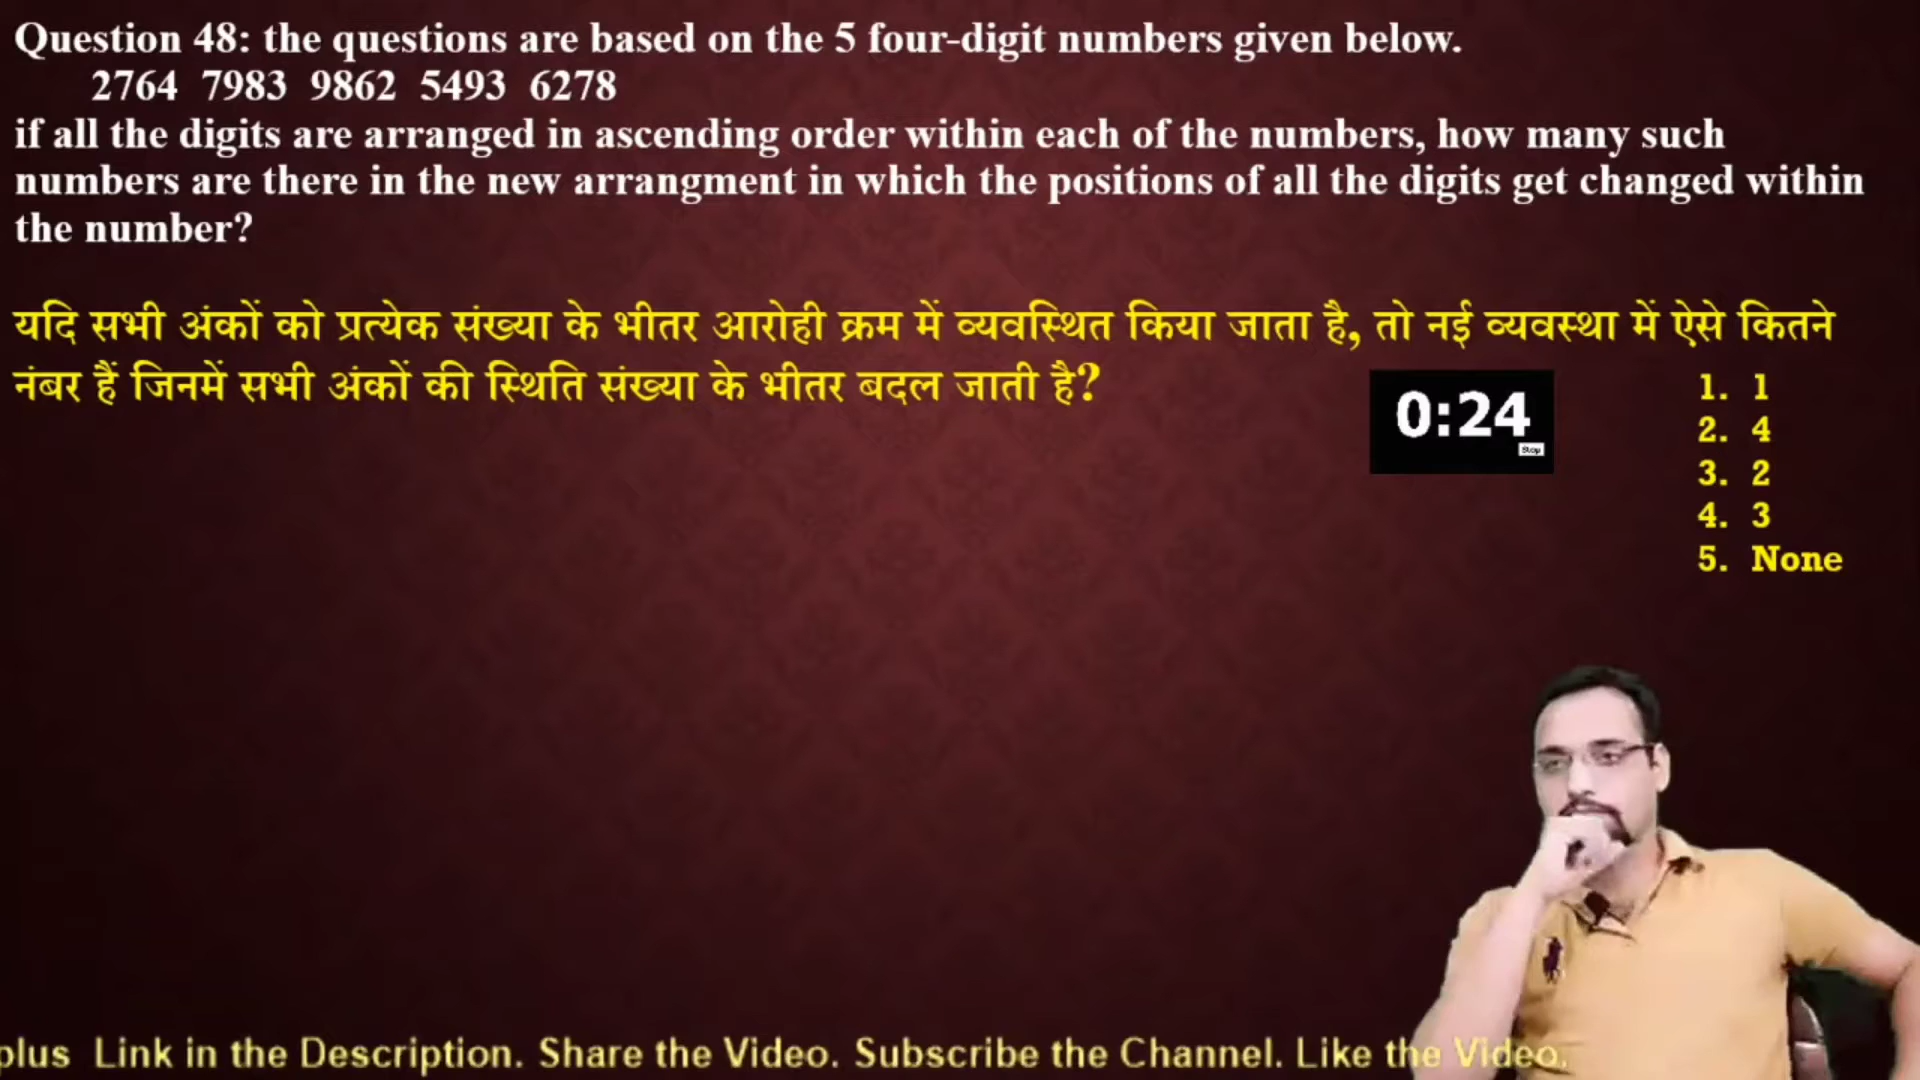 Question 48: the questions are based on the 5 four-digit numbers given below.
2764 7983 9862 5493 6278
if all the digits are arranged in ascending order within each of the numbers, how many such
numbers are there in the new arrangment in which the positions of all the digits get changed within
the number?
यदि सभी अंकों को प्रत्येक संख्या के भीतर आरोही क्रम में व्यवस्थित किया जाता है, तो नई व्यवस्था में ऐसे कितने
नंबर हैं जिनमें सभी अंकों की स्थिति संख्या के भीतर बदल जाती है?
0:24
Stop
1. 1
2. 4
3. 2
4. 3
5. None
plus Link in the Description. Share the Video. Subscribe the Channel. Like the Video.